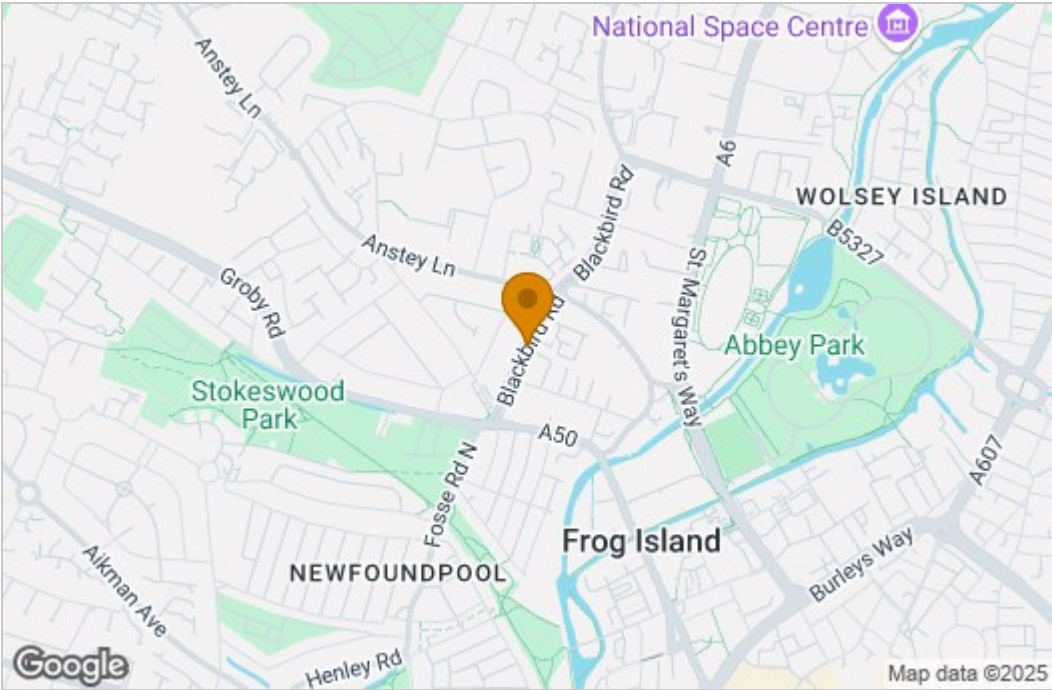 National Space Centre
Anstey Ln
A6
Blackbird Rd
WOLSEY ISLAND
B5327
Anstey Ln
Groby Rd
St. Margaret's Way
Blackbird Rd
Abbey Park
Stokeswood
Park
A50
A607
Fosse Rd N
Frog Island
NEWFOUNDPOOL
Burleys Way
Aikman Ave
Henley Rd
Google
Map data ©2025